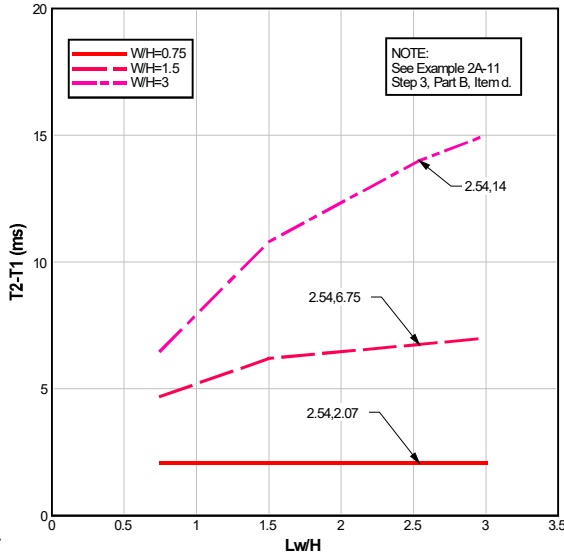 20
15
10
5
0
T2-T1 (ms)
W/H=0.75
W/H=1.5
W/H=3
NOTE:
See Example 2A-11
Step 3, Part B, Item d.
2.54,14
2.54,6.75
2.54,2.07
0 0.5 1 1.5 2 2.5 3 3.5
Lw/H